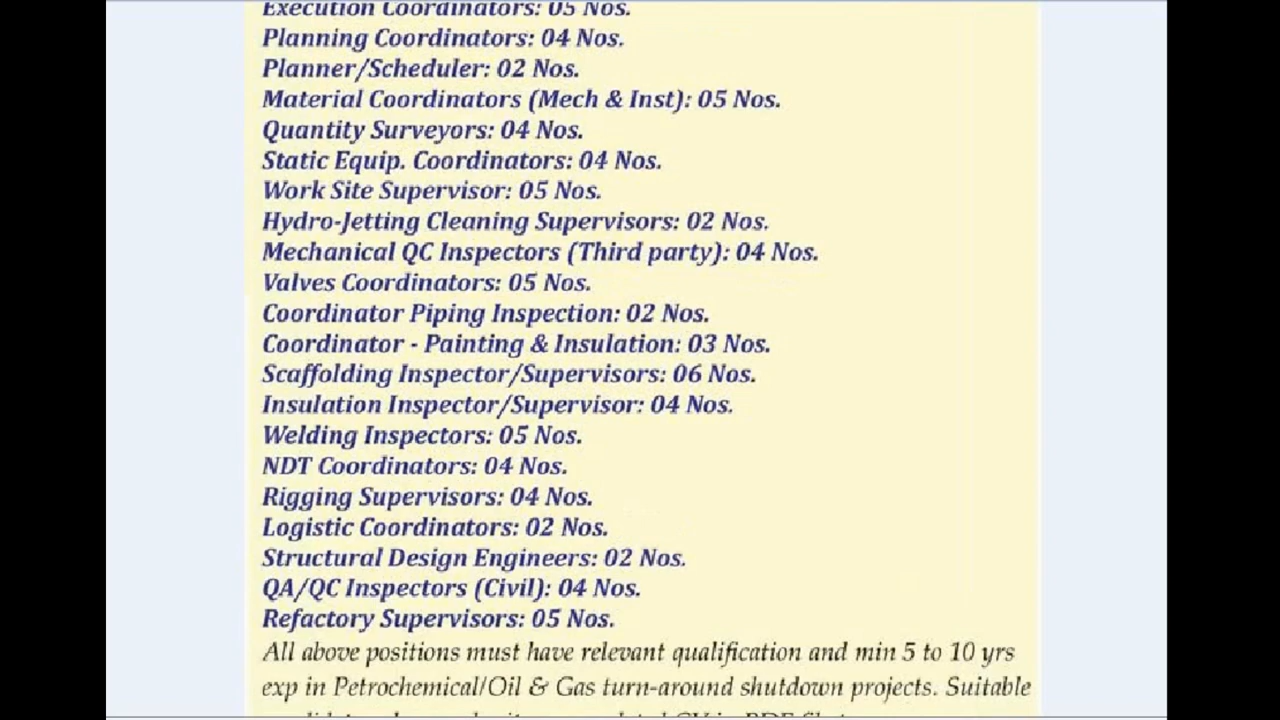 Execution Coordinators: 05 Nos.
Planning Coordinators: 04 Nos.
Planner/Scheduler: 02 Nos.
Material Coordinators (Mech & Inst): 05 Nos.
Quantity Surveyors: 04 Nos.
Static Equip. Coordinators: 04 Nos.
Work Site Supervisor: 05 Nos.
Hydro-Jetting Cleaning Supervisors: 02 Nos.
Mechanical QC Inspectors (Third party): 04 Nos.
Valves Coordinators: 05 Nos.
Coordinator Piping Inspection: 02 Nos.
Coordinator - Painting & Insulation: 03 Nos.
Scaffolding Inspector/Supervisors: 06 Nos.
Insulation Inspector/Supervisor: 04 Nos.
Welding Inspectors: 05 Nos.
NDT Coordinators: 04 Nos.
Rigging Supervisors: 04 Nos.
Logistic Coordinators: 02 Nos.
Structural Design Engineers: 02 Nos.
QA/QC Inspectors (Civil): 04 Nos.
Refactory Supervisors: 05 Nos.
All above positions must have relevant qualification and min 5 to 10 yrs
exp in Petrochemical/Oil & Gas turn-around shutdown projects. Suitable